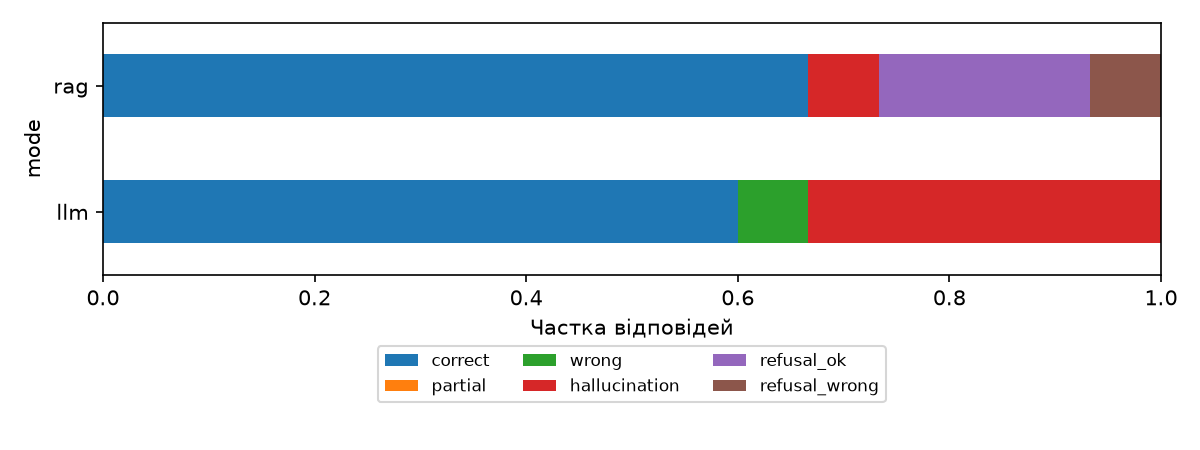 rag
llm
mode
0.0 0.2 0.4 0.6 0.8 1.0
Частка відповідей
correct wrong refusal_ok
partial hallucination refusal_wrong